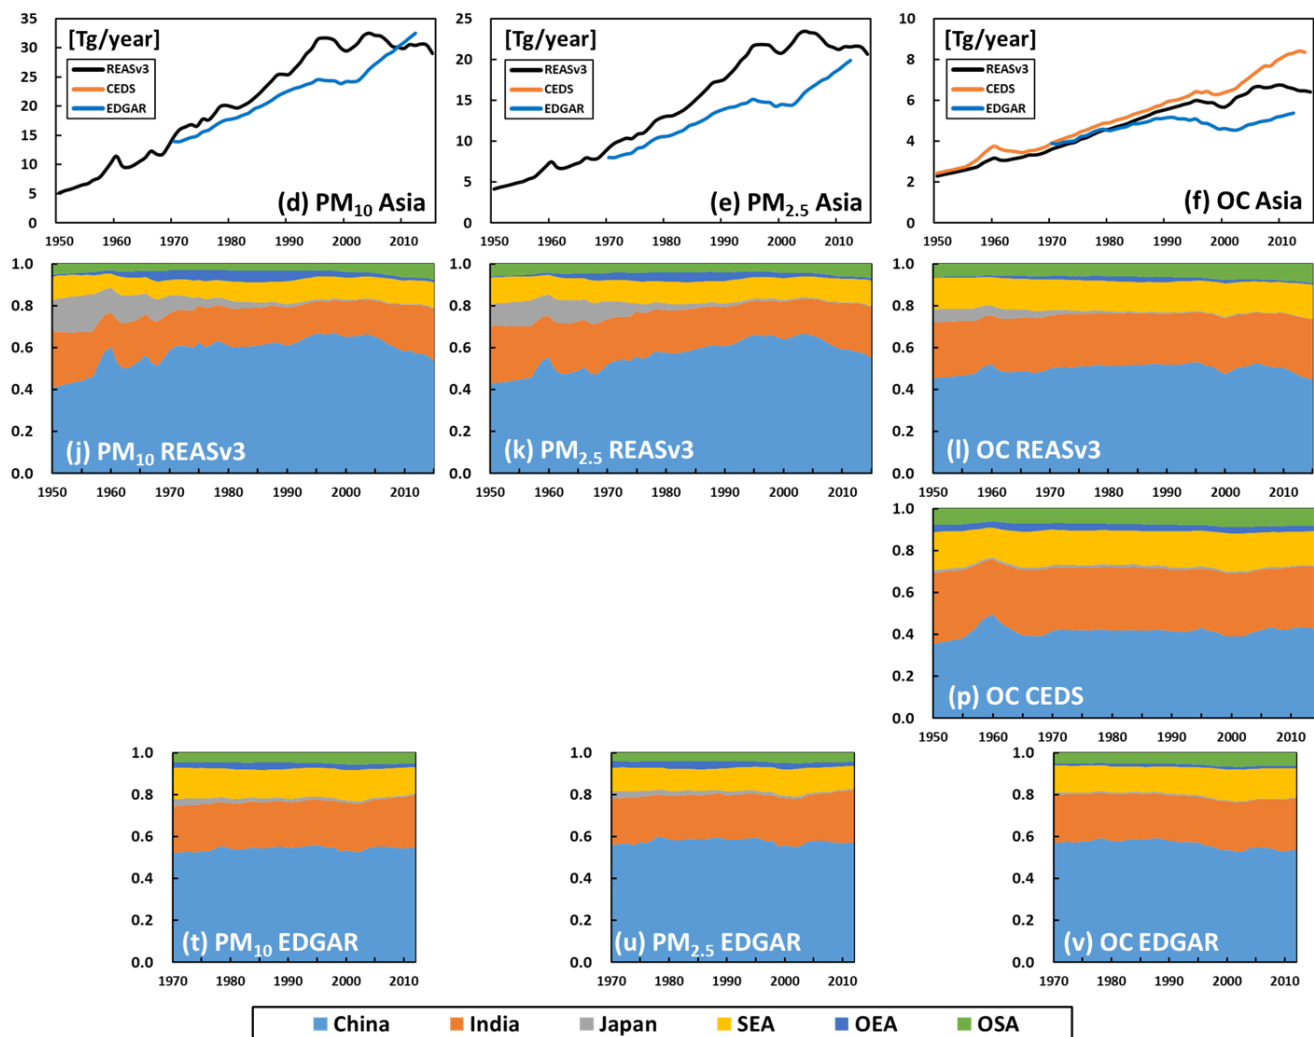 35
30
25
20
15
10
5
0
[Tg/year]
REASv3
CEDS
EDGAR
(d) PM₁₀ Asia
1950 1960 1970 1980 1990 2000 2010
25
20
15
10
5
0
[Tg/year]
REASv3
CEDS
EDGAR
(e) PM₂.₅ Asia
1950 1960 1970 1980 1990 2000 2010
10
8
6
4
2
0
[Tg/year]
REASv3
CEDS
EDGAR
(f) OC Asia
1950 1960 1970 1980 1990 2000 2010
1.0
0.8
0.6
0.4
0.2
0.0
(j) PM₁₀ REASv3
1950 1960 1970 1980 1990 2000 2010
1.0
0.8
0.6
0.4
0.2
0.0
(k) PM₂.₅ REASv3
1950 1960 1970 1980 1990 2000 2010
1.0
0.8
0.6
0.4
0.2
0.0
(l) OC REASv3
1950 1960 1970 1980 1990 2000 2010
1.0
0.8
0.6
0.4
0.2
0.0
(p) OC CEDS
1950 1960 1970 1980 1990 2000 2010
1.0
0.8
0.6
0.4
0.2
0.0
(t) PM₁₀ EDGAR
1970 1980 1990 2000 2010
1.0
0.8
0.6
0.4
0.2
0.0
(u) PM₂.₅ EDGAR
1970 1980 1990 2000 2010
1.0
0.8
0.6
0.4
0.2
0.0
(v) OC EDGAR
1970 1980 1990 2000 2010
China India Japan SEA OEA OSA